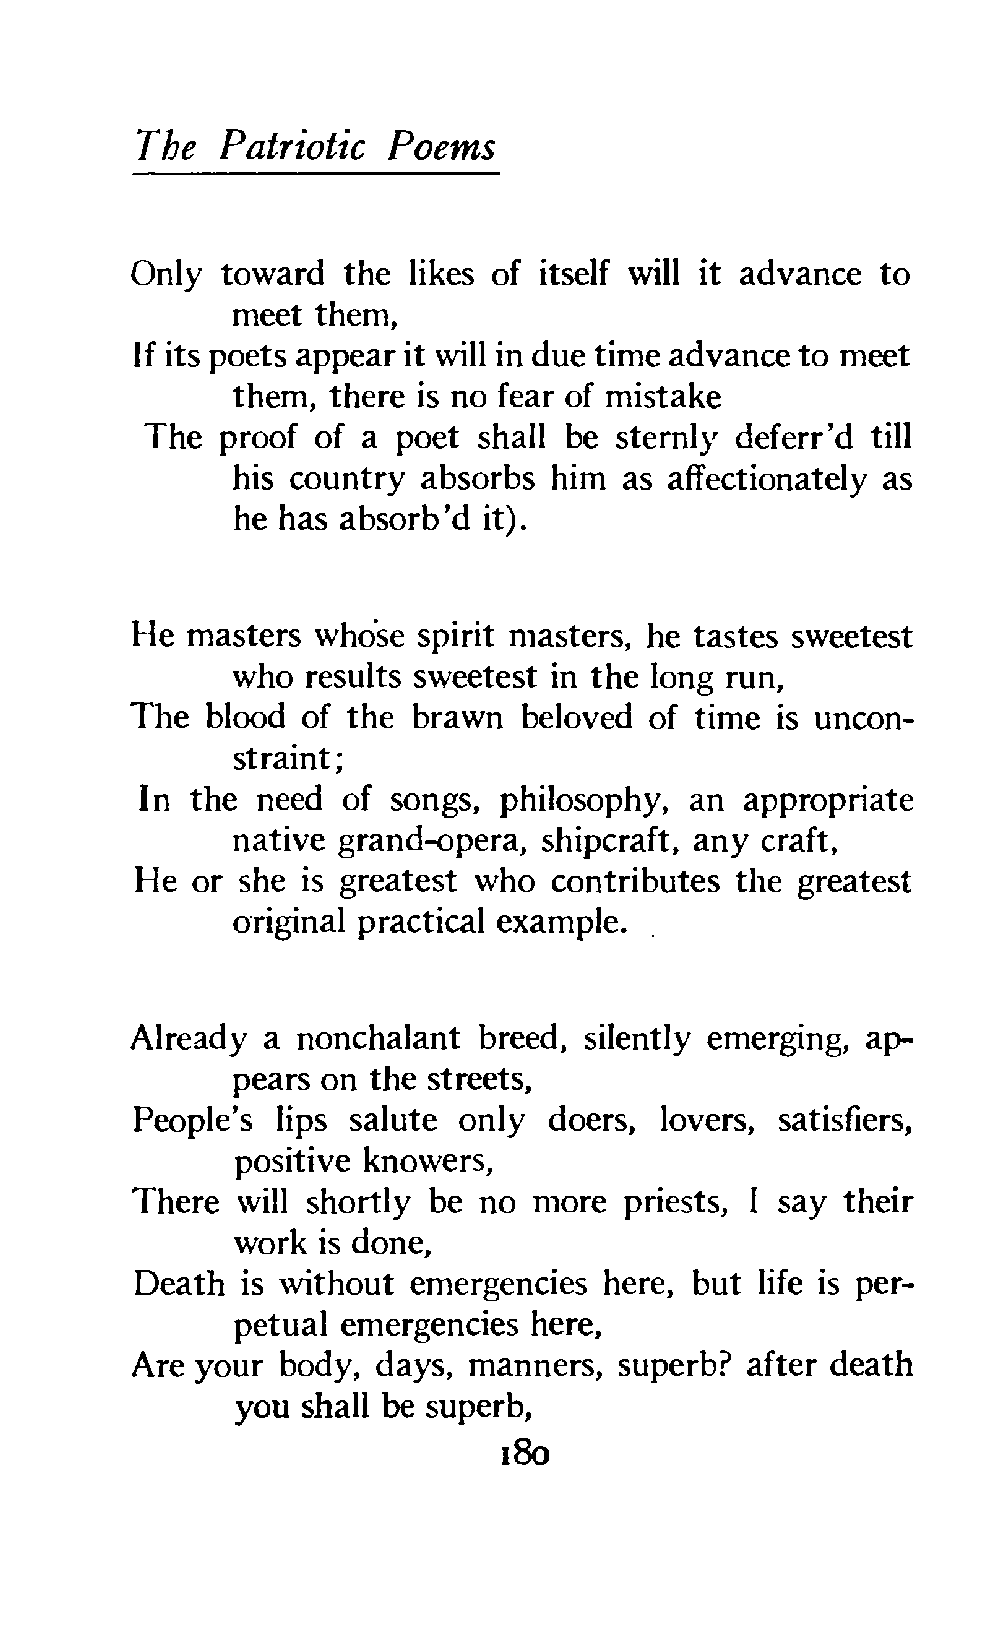 The Patriotic Poems
Only toward the likes of itself will it advance to
meet them,
If its poets appear it will in due time advance to meet
them, there is no fear of mistake
The proof of a poet shall be sternly deferr'd till
his country absorbs him as affectionately as
he has absorb'd it).
He masters whose spirit masters, he tastes sweetest
who results sweetest in the long run,
The blood of the brawn beloved of time is uncon-
straint;
In the need of songs, philosophy, an appropriate
native grand-opera, shipcraft, any craft,
He or she is greatest who contributes the greatest
original practical example.
Already a nonchalant breed, silently emerging, ap-
pears on the streets,
People's lips salute only doers, lovers, satisfiers,
positive knowers,
There will shortly be no more priests, I say their
work is done,
Death is without emergencies here, but life is per-
petual emergencies here,
Are your body, days, manners, superb? after death
you shall be superb,
180